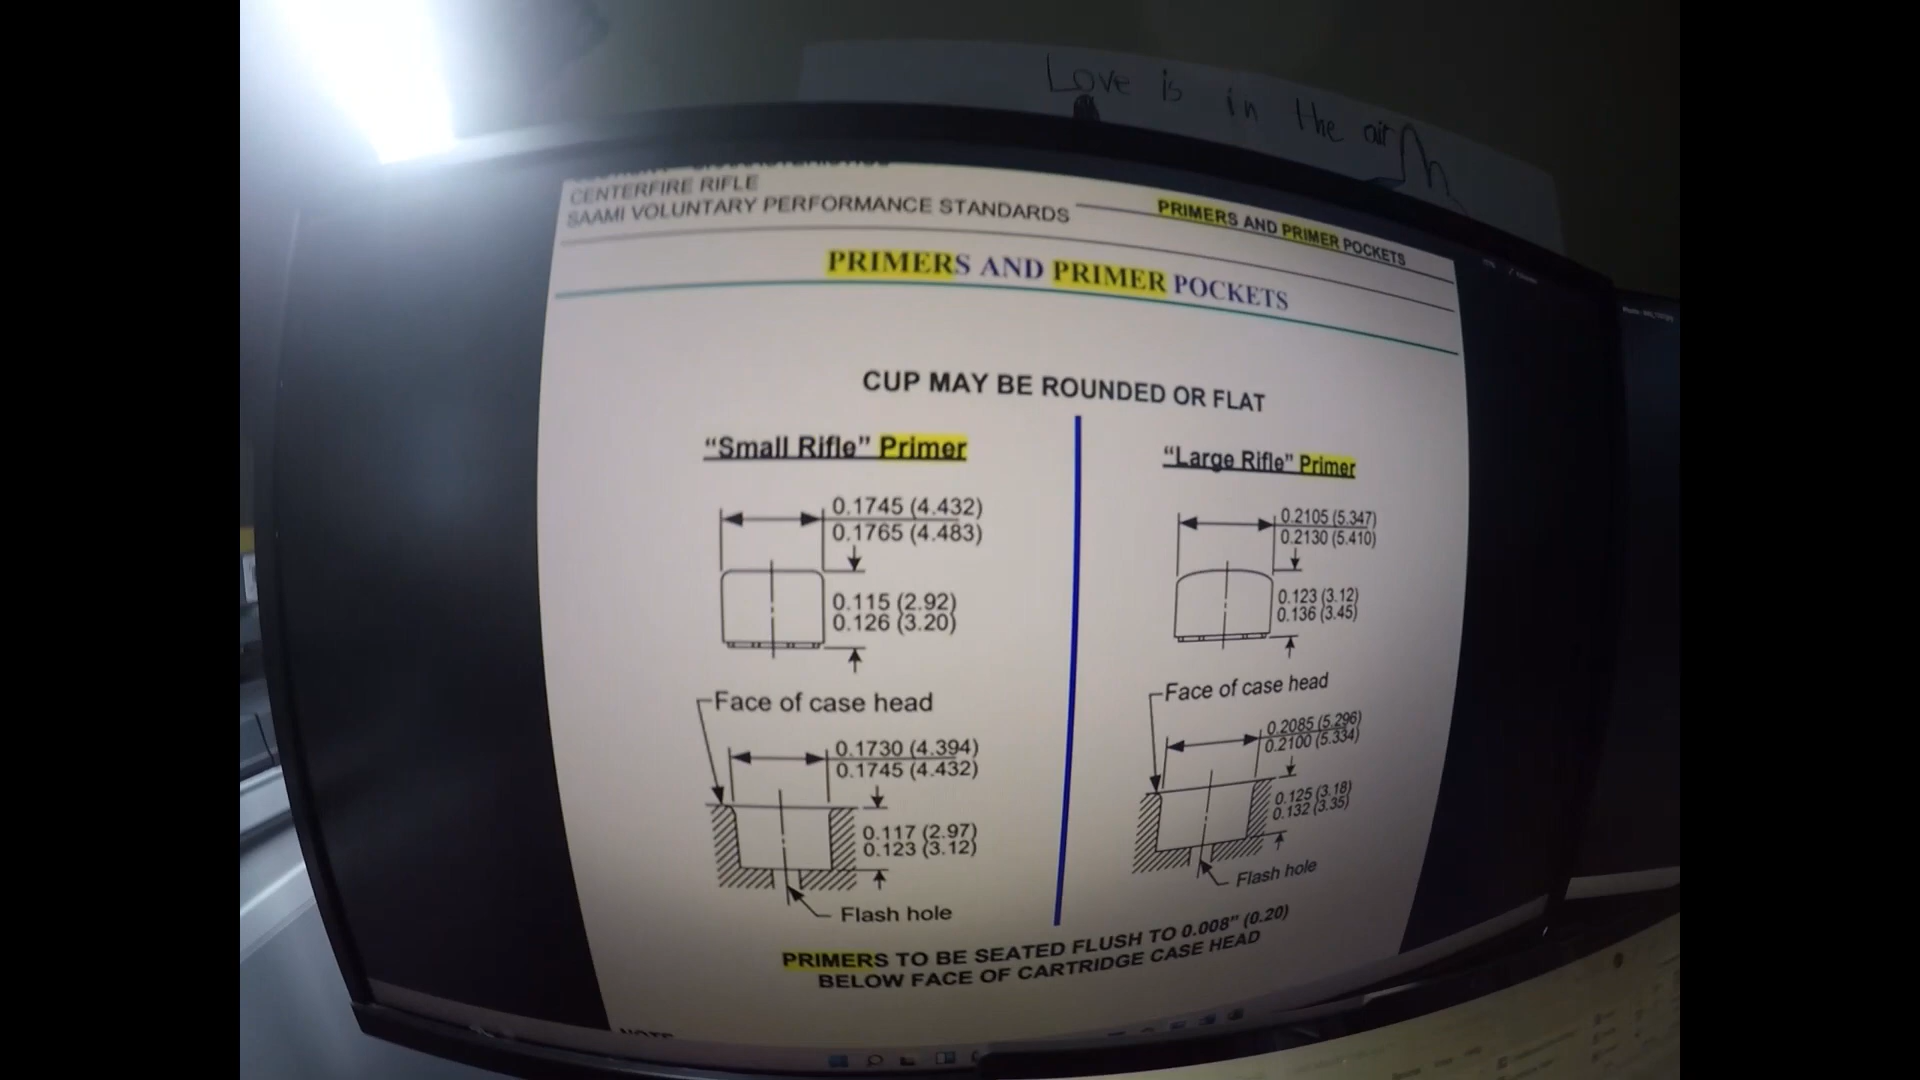 Love is in the air
CENTERFIRE RIFLE
SAAMI VOLUNTARY PERFORMANCE STANDARDS
PRIMERS AND PRIMER POCKETS
PRIMERS AND PRIMER POCKETS
CUP MAY BE ROUNDED OR FLAT
“Small Rifle” Primer
0.1745 (4.432)
0.1765 (4.483)
0.115 (2.92)
0.126 (3.20)
Face of case head
0.1730 (4.394)
0.1745 (4.432)
0.117 (2.97)
0.123 (3.12)
Flash hole
“Large Rifle” Primer
0.2105 (5.347)
0.2130 (5.410)
0.123 (3.12)
0.136 (3.45)
Face of case head
0.2085 (5.296)
0.2100 (5.334)
0.125 (3.18)
0.132 (3.35)
Flash hole
PRIMERS TO BE SEATED FLUSH TO 0.008” (0.20)
BELOW FACE OF CARTRIDGE CASE HEAD